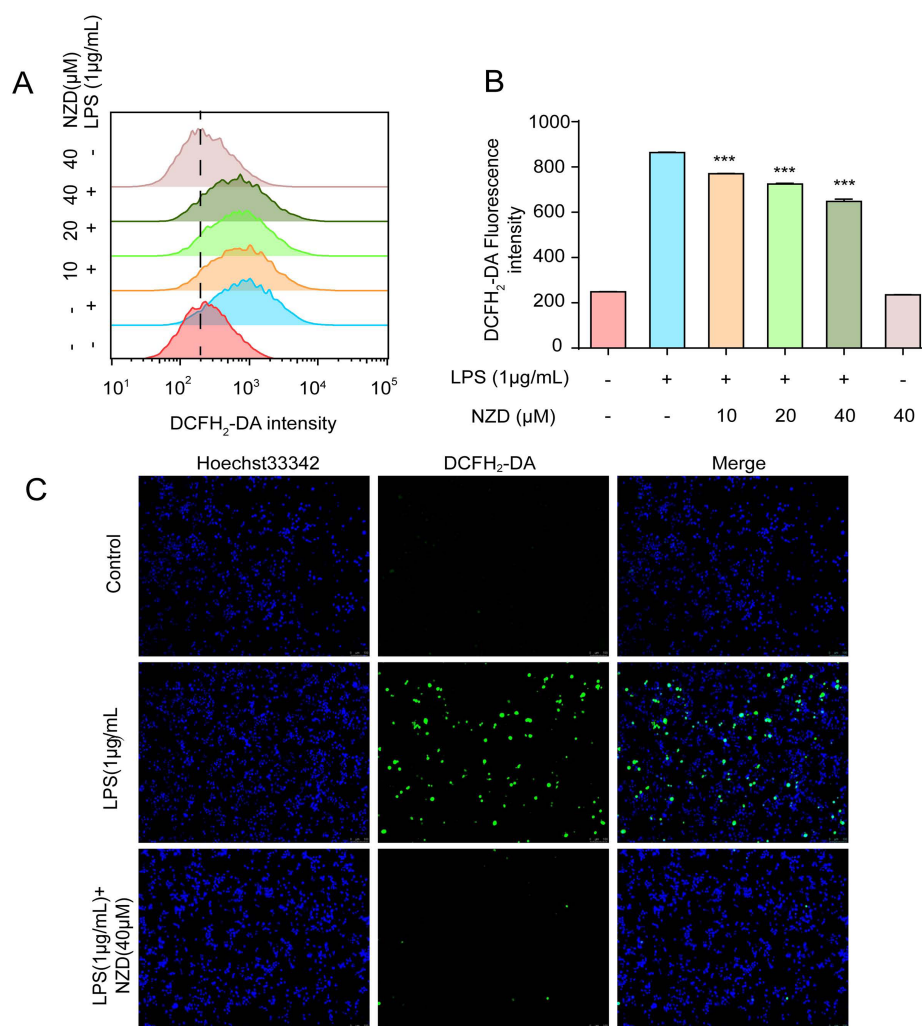 A
NZD(µM)
LPS (1µg/mL)
40 -
40 +
20 +
10 +
- +
- -
10¹ 10² 10³ 10⁴ 10⁵
DCFH₂-DA intensity
B
DCFH₂-DA Fluorescence
intensity
1000
800
600
400
200
0
*** *** ***
LPS (1µg/mL) - + + + + -
NZD (µM) - - 10 20 40 40
C
Hoechst33342 DCFH₂-DA Merge
Control
LPS(1µg/mL)
LPS(1µg/mL)+
NZD(40µM)